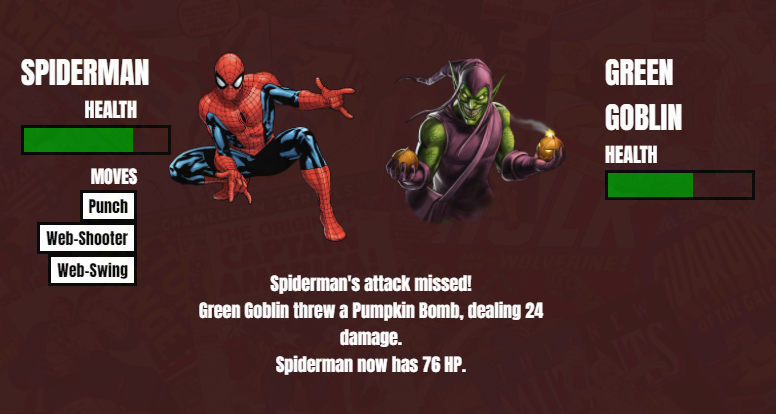 SPIDERMAN
HEALTH
MOVES
Punch
Web-Shooter
Web-Swing
GREEN
GOBLIN
HEALTH
Spiderman's attack missed!
Green Goblin threw a Pumpkin Bomb, dealing 24
damage.
Spiderman now has 76 HP.